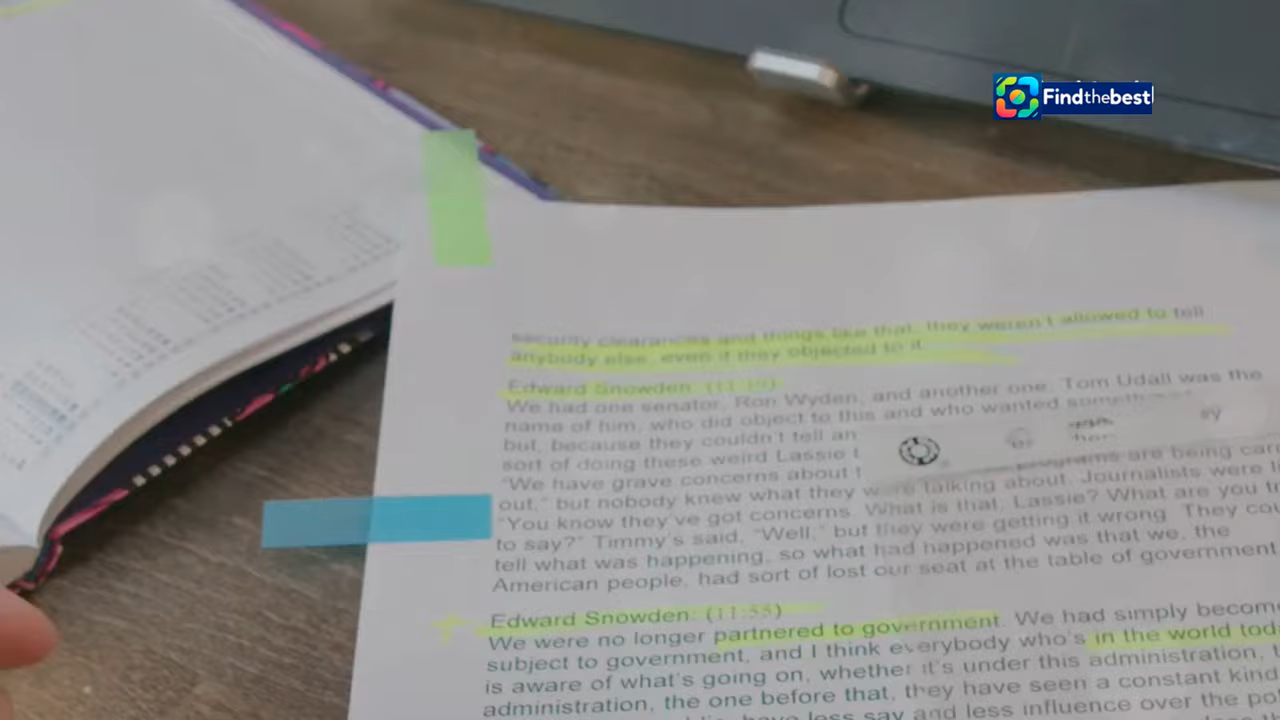 Findthebest
security clearances and things like that, they weren't allowed to tell
anybody else, even if they objected to it.
Edward Snowden: (11:19)
We had one senator, Ron Wyden, and another one, Tom Udall was the
name of him, who did object to this and who wanted
but, because they couldn't tell an
sort of doing these weird Lassie
"We have grave concerns about
programs are being
out," but nobody knew what they were talking about. Journalists were
"You know they've got concerns. What is that, Lassie? What are you
to say?" Timmy's said, "Well," but they were getting it wrong. They
tell what was happening, so what had happened was that we, the
American people, had sort of lost our seat at the table of government
Edward Snowden: (11:55)
We were no longer partnered to government. We had simply
subject to government, and I think everybody who's in the world
is aware of what's going on, whether it's under this administration,
administration, the one before that, they have seen a constant kind
have less say and less influence over the